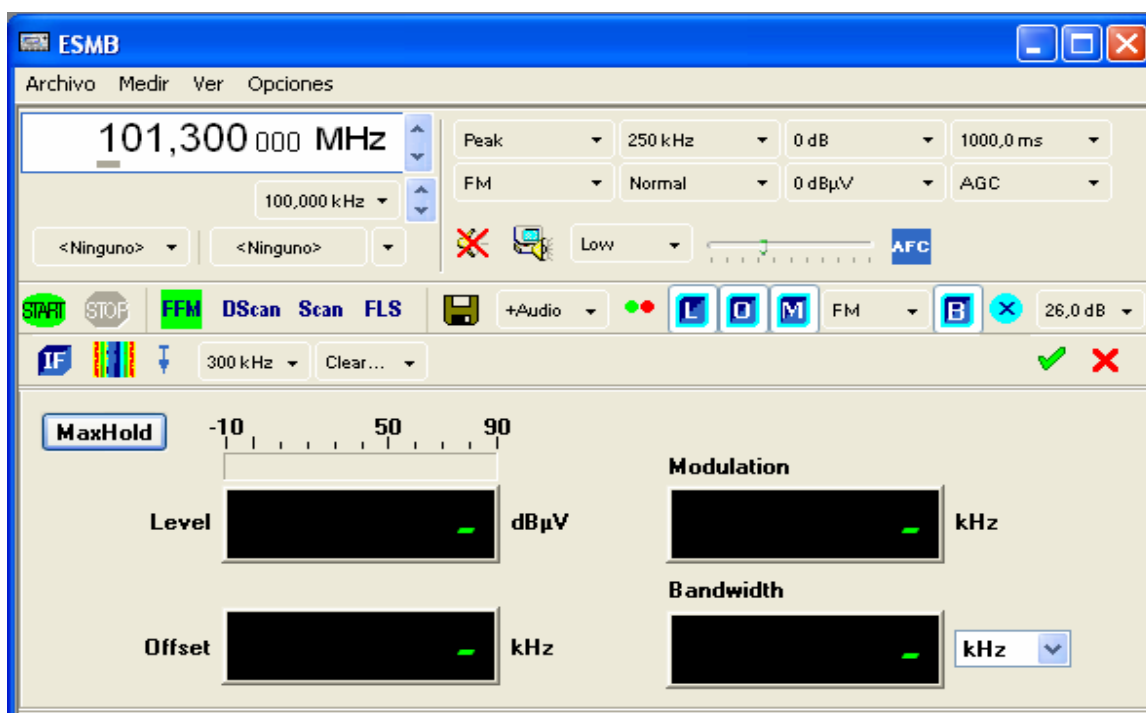 ESMB
Archivo Medir Ver Opciones
101,300 000 MHz
Peak 250 kHz 0 dB 1000,0 ms
FM Normal 0 dBµV AGC
100,000 kHz
<Ninguno> <Ninguno>
Low AFC
START STOP FFM DScan Scan FLS +Audio L O M FM B 26,0 dB
IF 300 kHz Clear...
MaxHold -10 50 90
Modulation
Level - dBµV - kHz
Bandwidth
Offset - kHz - kHz